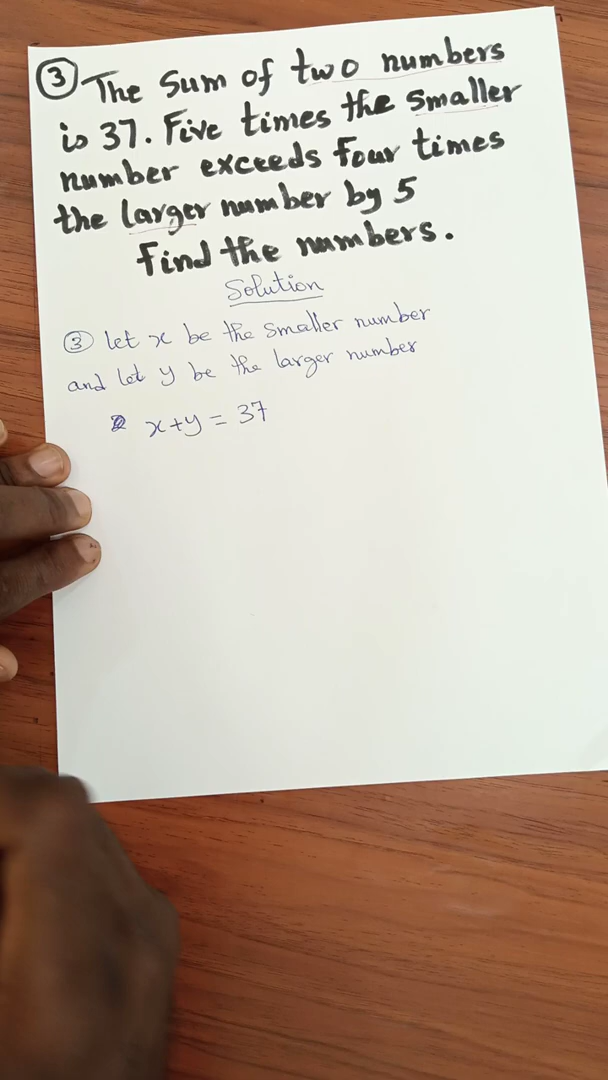 ③ The Sum of two numbers
is 37. Five times the smaller
number exceeds four times
the larger number by 5
Find the numbers.
Solution
③ let x be the smaller number
and let y be the larger number
x+y = 37